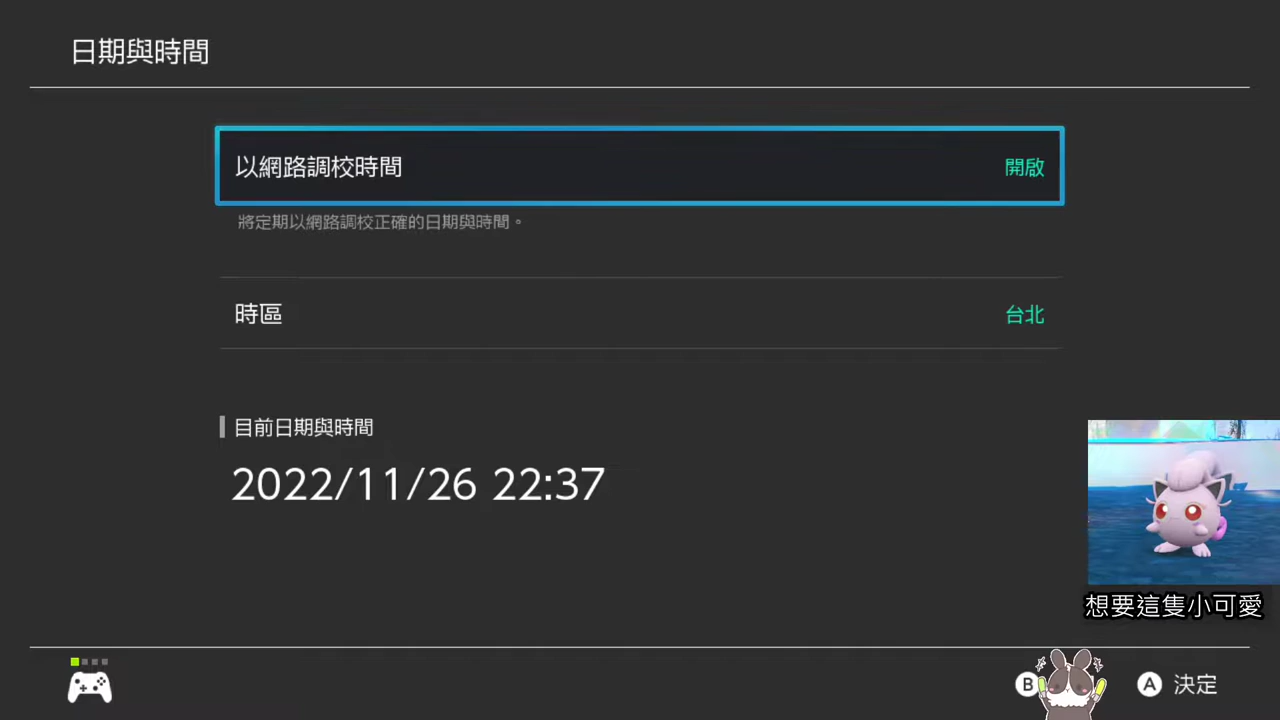 日期與時間
以網路調校時間
開啟
將定期以網路調校正確的日期與時間。
時區
台北
目前日期與時間
2022/11/26 22:37
想要這隻小可愛
B
A 決定